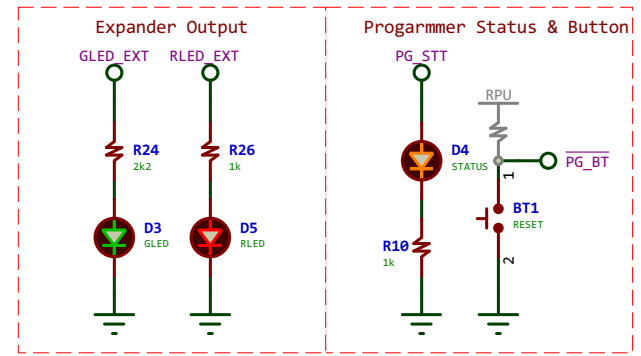 Expander Output
GLED_EXT RLED_EXT
R24
2k2
R26
1k
D3
GLED
D5
RLED
Progarmmer Status & Button
PG_STT
RPU
D4
STATUS
PG_BT
1
BT1
RESET
R10
1k
2